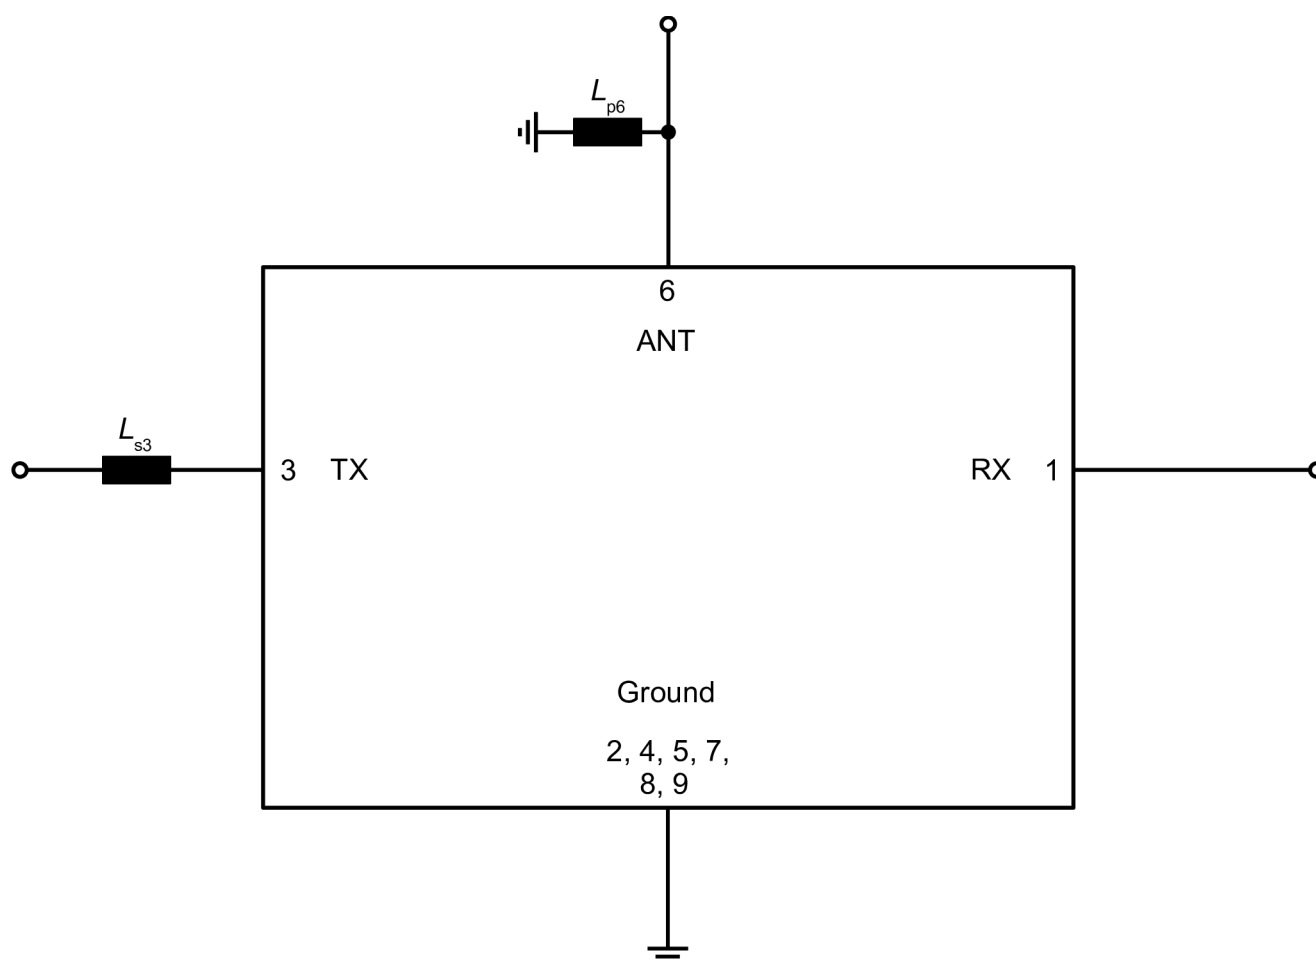 Lp6
6
ANT
Ls3
3 TX
RX 1
Ground
2, 4, 5, 7,
8, 9